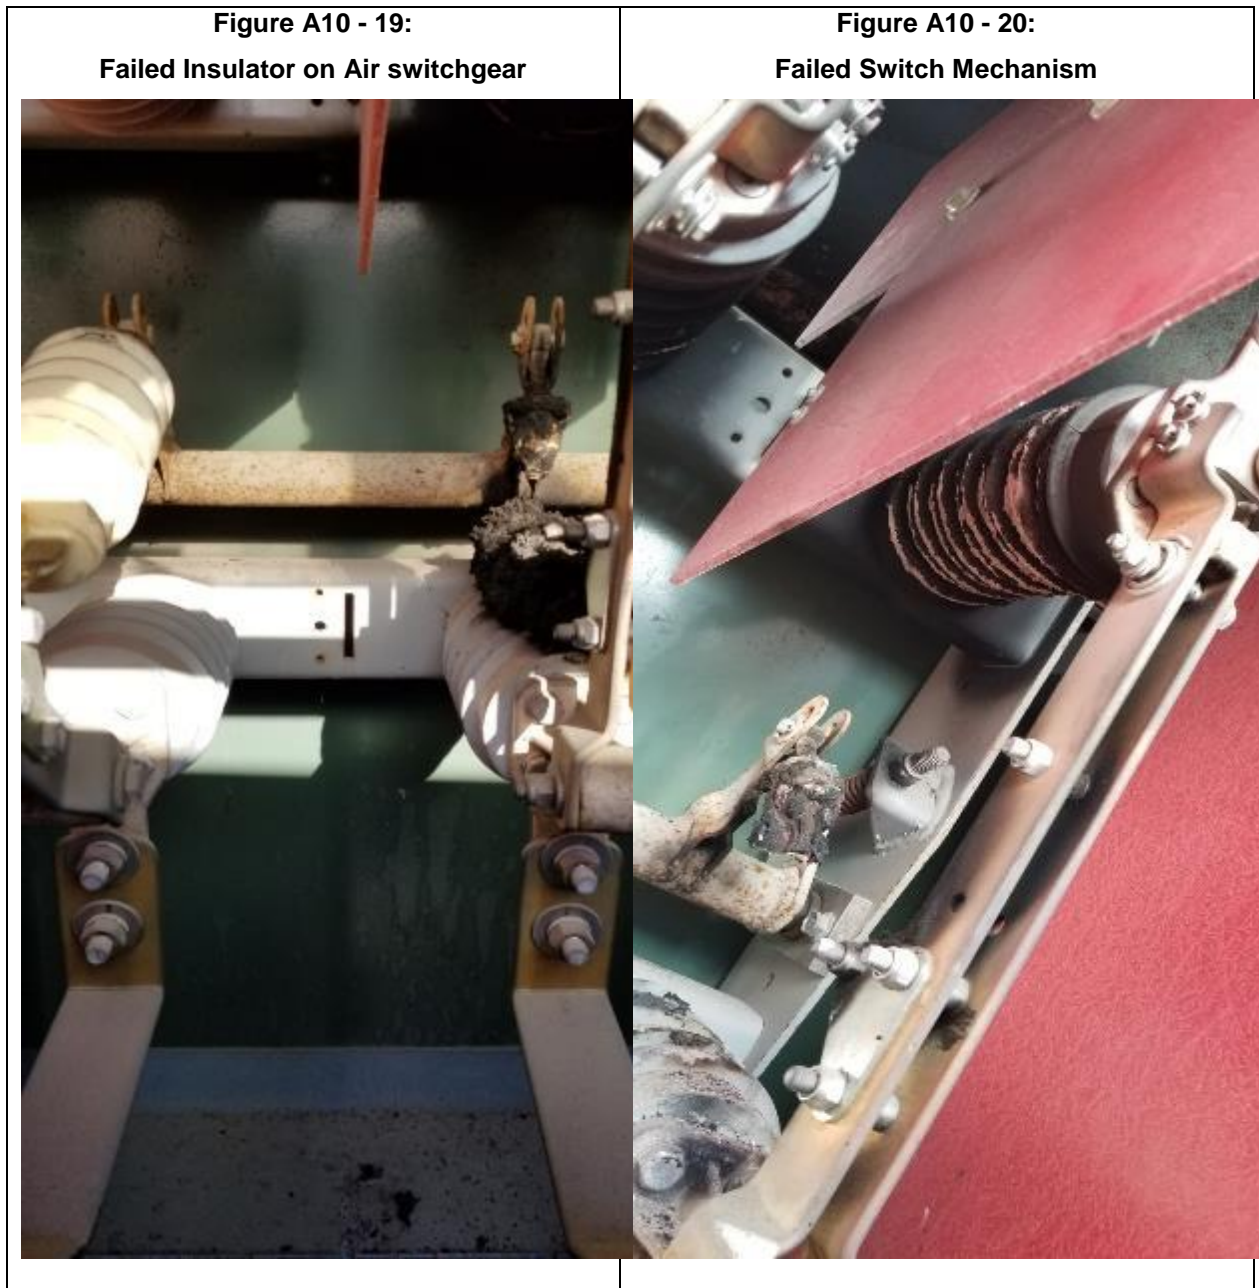 Figure A10 - 19:
Failed Insulator on Air switchgear
Figure A10 - 20:
Failed Switch Mechanism